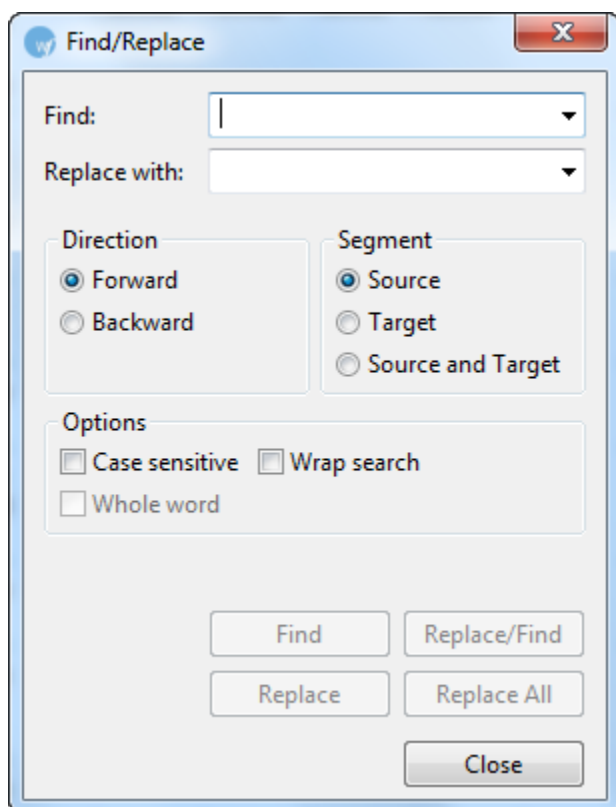 Find/Replace
Find:
Replace with:
Direction
Forward
Backward
Segment
Source
Target
Source and Target
Options
Case sensitive Wrap search
Whole word
Find Replace/Find
Replace Replace All
Close